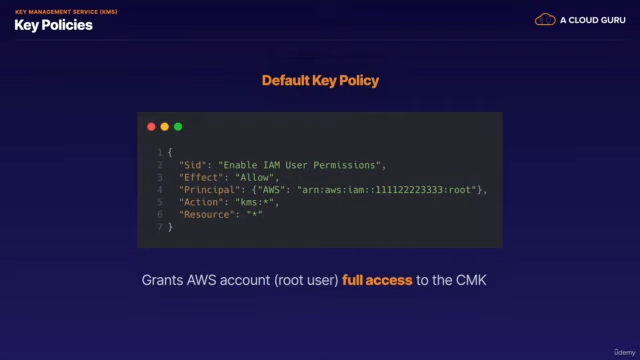 KEY MANAGEMENT SERVICE (KMS)
Key Policies
A CLOUD GURU
Default Key Policy
1 {
2 "Sid": "Enable IAM User Permissions",
3 "Effect": "Allow",
4 "Principal": {"AWS": "arn:aws:iam::111122223333:root"},
5 "Action": "kms:*",
6 "Resource": "*"
7 }
Grants AWS account (root user) full access to the CMK
udemy